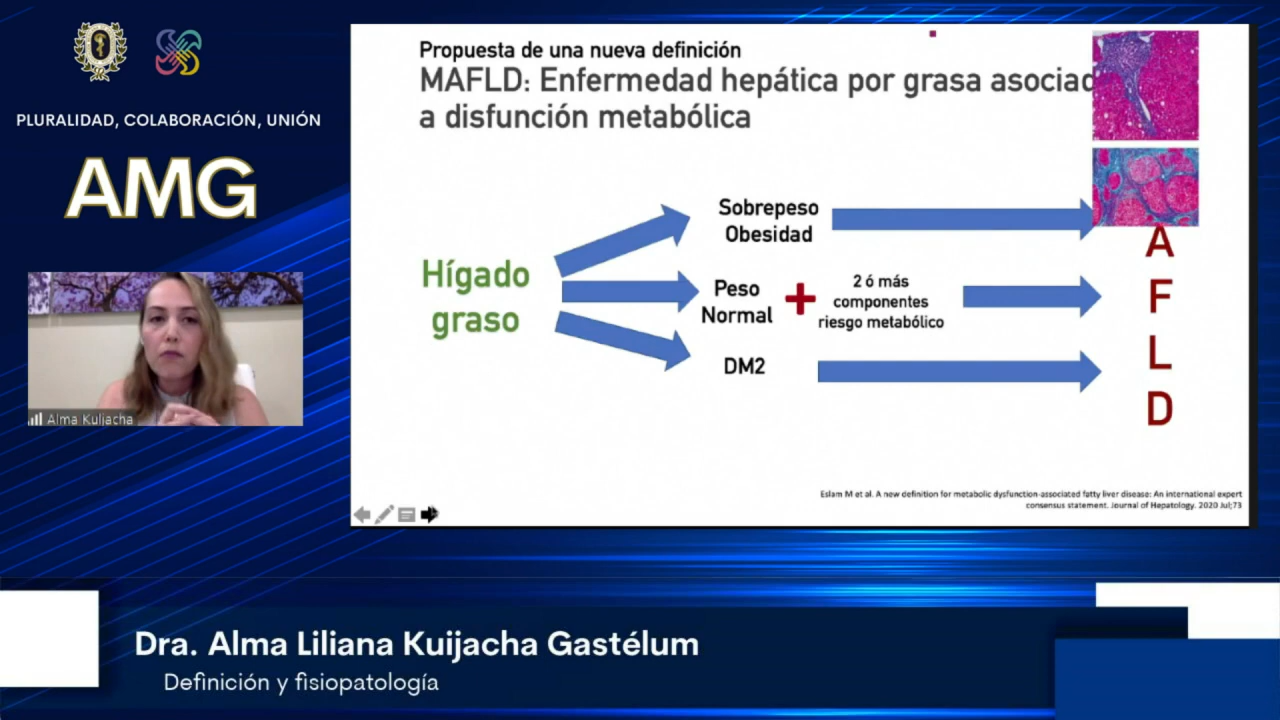 PLURALIDAD, COLABORACIÓN, UNIÓN
AMG
Alma Kuijacha
Propuesta de una nueva definición
MAFLD: Enfermedad hepática por grasa asociad
a disfunción metabólica
Hígado
graso
Sobrepeso
Obesidad
Peso
Normal
+
2 ó más
componentes
riesgo metabólico
DM2
A
F
L
D
Eslam M et al. A new definition for metabolic dysfunction-associated fatty liver disease: An international expert
consensus statement. Journal of Hepatology. 2020 Jul;73
Dra. Alma Liliana Kuijacha Gastélum
Definición y fisiopatología